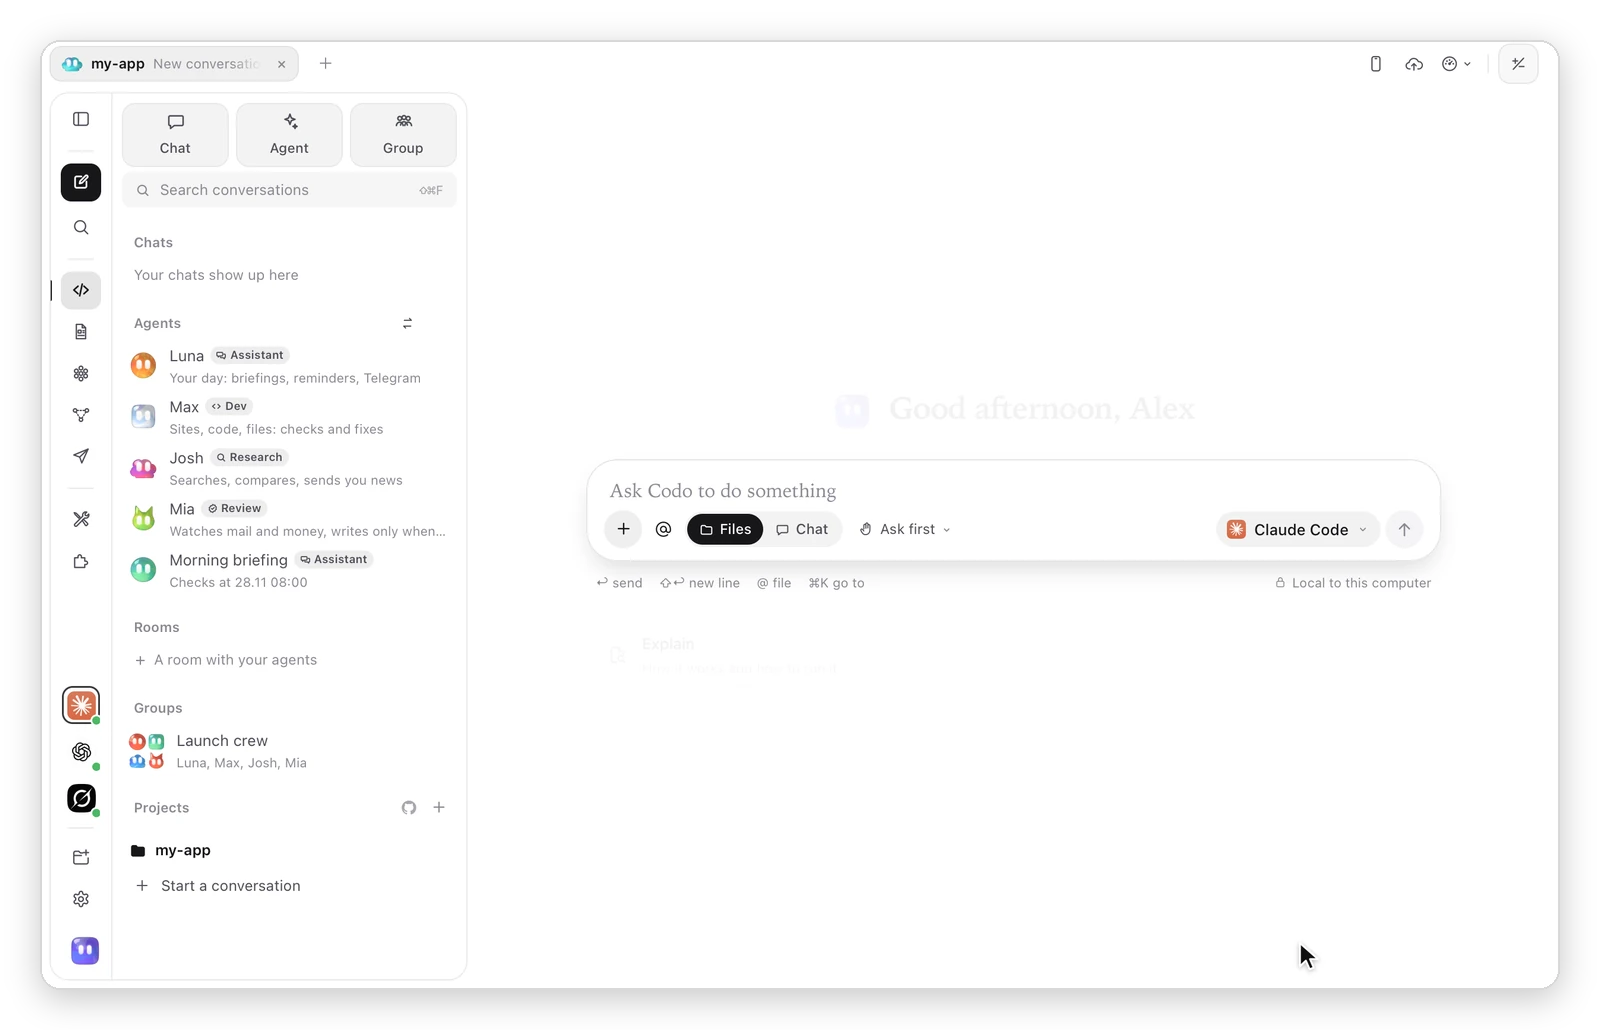 my-app New conversatio
Chat
Agent
Group
Search conversations ⇧⌘F
Chats
Your chats show up here
Agents
Luna Assistant
Your day: briefings, reminders, Telegram
Max Dev
Sites, code, files: checks and fixes
Josh Research
Searches, compares, sends you news
Mia Review
Watches mail and money, writes only when...
Morning briefing Assistant
Checks at 28.11 08:00
Rooms
A room with your agents
Groups
Launch crew
Luna, Max, Josh, Mia
Projects
my-app
Start a conversation
Good afternoon, Alex
Ask Codo to do something
Files Chat Ask first Claude Code
↩ send ⇧↩ new line @ file ⌘K go to Local to this computer
Explain